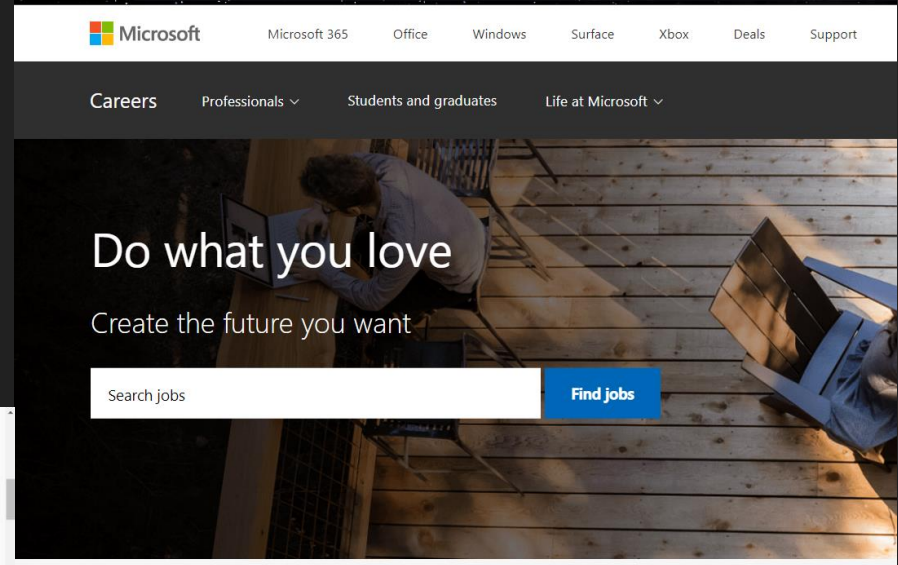 Microsoft Microsoft 365 Office Windows Surface Xbox Deals Support
Careers Professionals Students and graduates Life at Microsoft
Do what you love
Create the future you want
Search jobs Find jobs